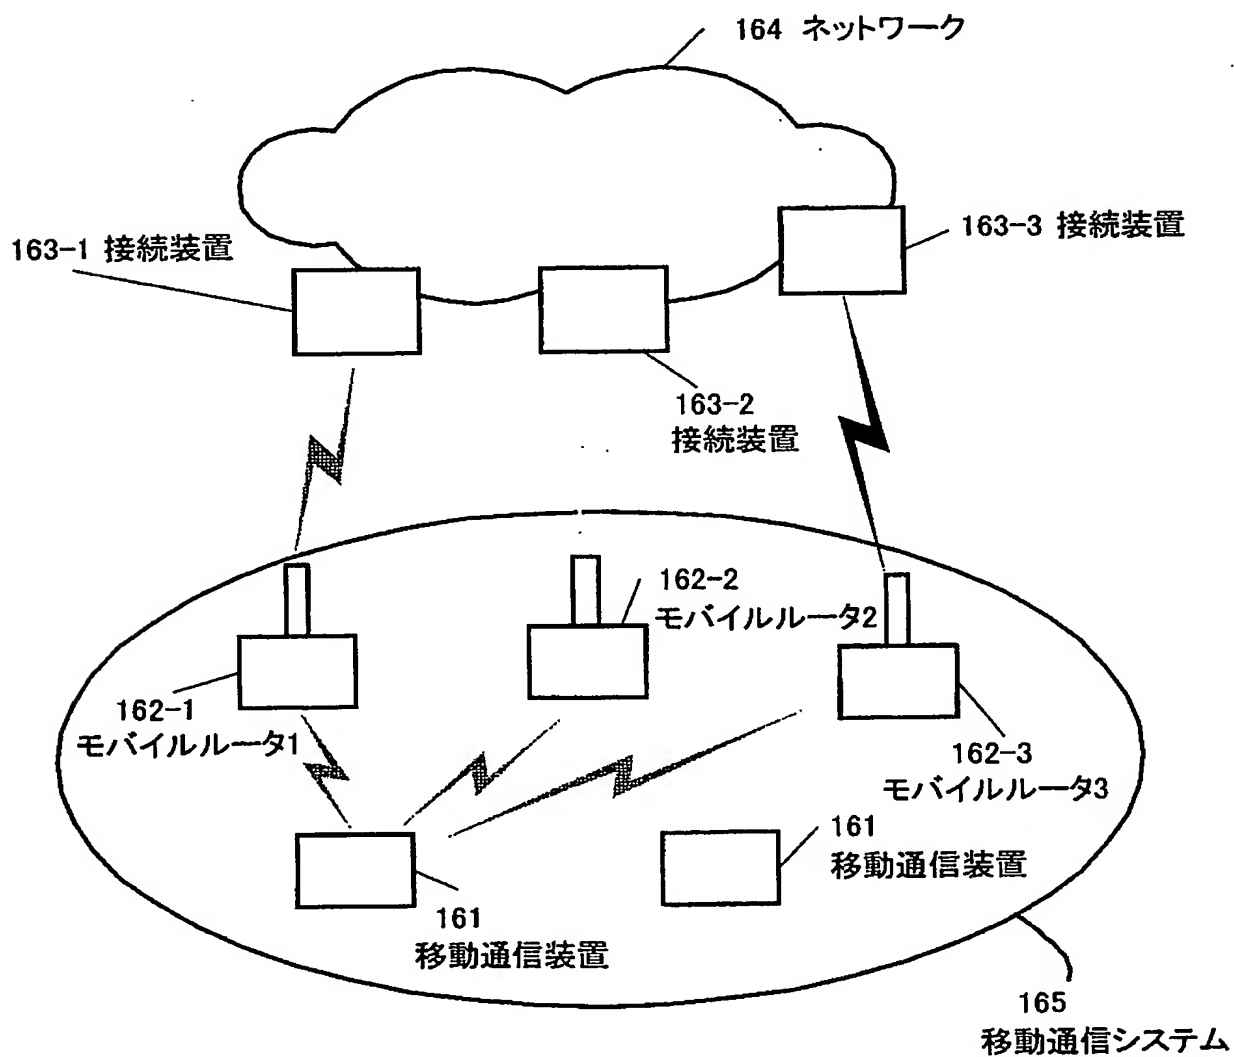 164 ネットワーク
163-1 接続装置
163-3 接続装置
163-2
接続装置
162-2
モバイルルータ2
162-1
モバイルルータ1
162-3
モバイルルータ3
161
移動通信装置
161
移動通信装置
165
移動通信システム